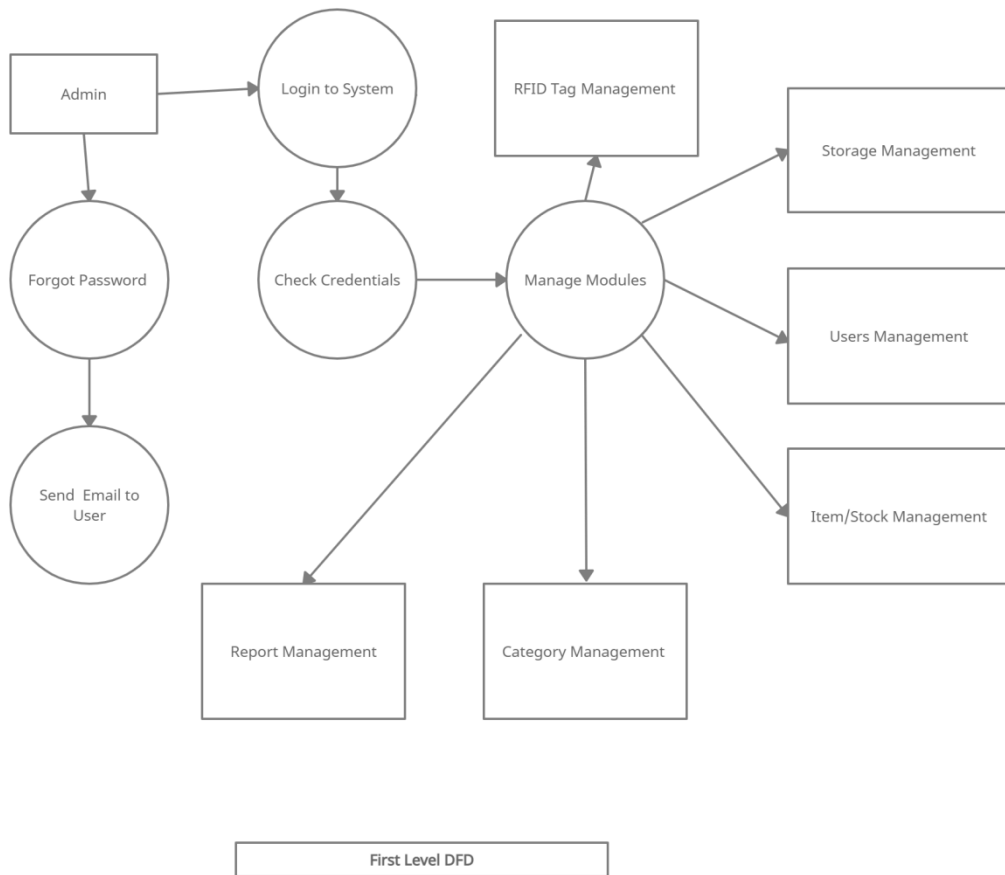 Admin
Login to System
RFID Tag Management
Storage Management
Forgot Password
Check Credentials
Manage Modules
Users Management
Send  Email to
User
Item/Stock Management
Report Management
Category Management
First Level DFD